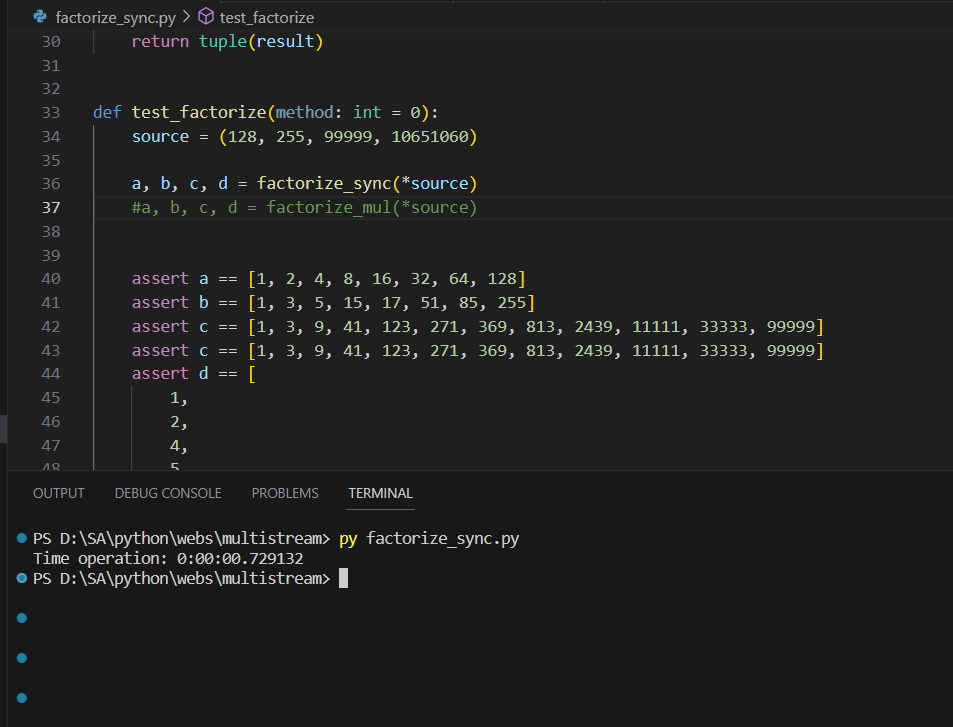 factorize_sync.py > test_factorize
30 return tuple(result)
31
32
33 def test_factorize(method: int = 0):
34 source = (128, 255, 99999, 10651060)
35
36 a, b, c, d = factorize_sync(*source)
37 #a, b, c, d = factorize_mul(*source)
38
39
40 assert a == [1, 2, 4, 8, 16, 32, 64, 128]
41 assert b == [1, 3, 5, 15, 17, 51, 85, 255]
42 assert c == [1, 3, 9, 41, 123, 271, 369, 813, 2439, 11111, 33333, 99999]
43 assert c == [1, 3, 9, 41, 123, 271, 369, 813, 2439, 11111, 33333, 99999]
44 assert d == [
45 1,
46 2,
47 4,
48 5
OUTPUT DEBUG CONSOLE PROBLEMS TERMINAL
PS D:\SA\python\webs\multistream> py factorize_sync.py
Time operation: 0:00:00.729132
PS D:\SA\python\webs\multistream>